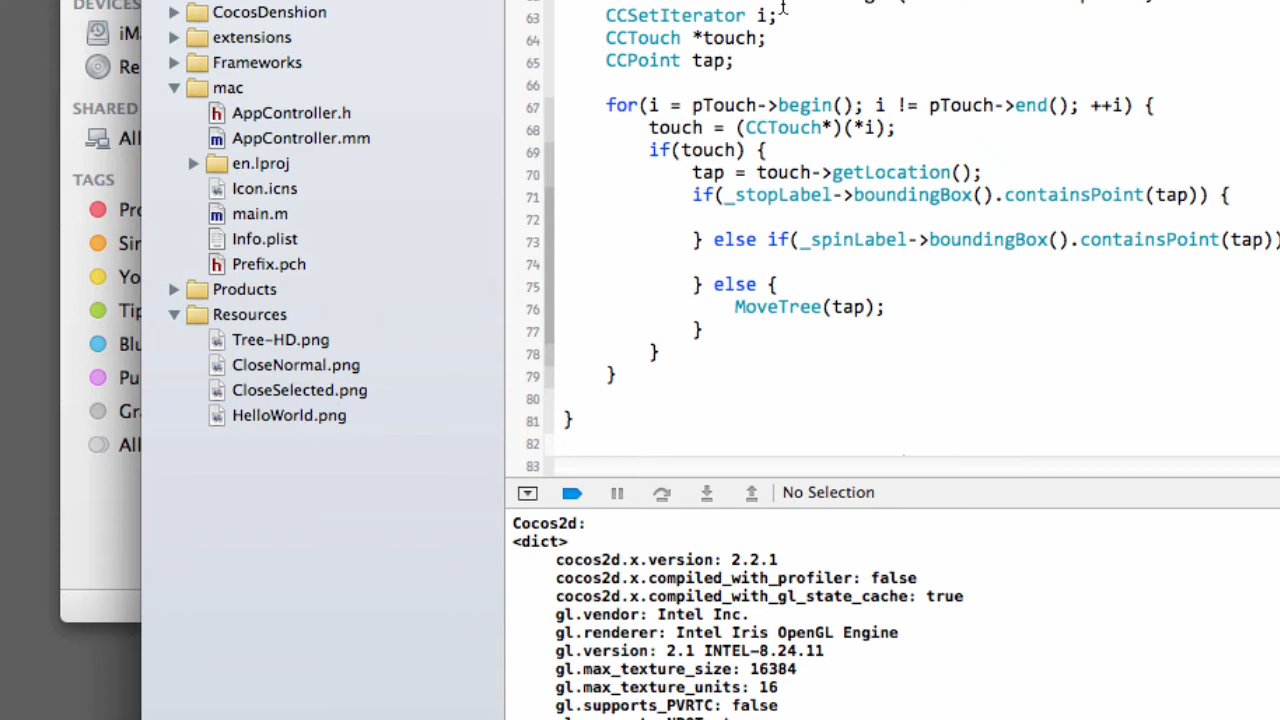 DEVICES
iMa
Re
SHARED
All
TAGS
Pro
Sir
Yo
Tip
Blu
Pu
Gra
All
CocosDenshion
extensions
Frameworks
mac
AppController.h
AppController.mm
en.lproj
Icon.icns
main.m
Info.plist
Prefix.pch
Products
Resources
Tree-HD.png
CloseNormal.png
CloseSelected.png
HelloWorld.png
63 CCSetIterator i;
64 CCTouch *touch;
65 CCPoint tap;
66
67 for(i = pTouch->begin(); i != pTouch->end(); ++i) {
68 touch = (CCTouch*)(*i);
69 if(touch) {
70 tap = touch->getLocation();
71 if(_stopLabel->boundingBox().containsPoint(tap)) {
72
73 } else if(_spinLabel->boundingBox().containsPoint(tap))
74
75 } else {
76 MoveTree(tap);
77 }
78 }
79 }
80
81 }
82
83
No Selection
Cocos2d:
<dict>
cocos2d.x.version: 2.2.1
cocos2d.x.compiled_with_profiler: false
cocos2d.x.compiled_with_gl_state_cache: true
gl.vendor: Intel Inc.
gl.renderer: Intel Iris OpenGL Engine
gl.version: 2.1 INTEL-8.24.11
gl.max_texture_size: 16384
gl.max_texture_units: 16
gl.supports_PVRTC: false